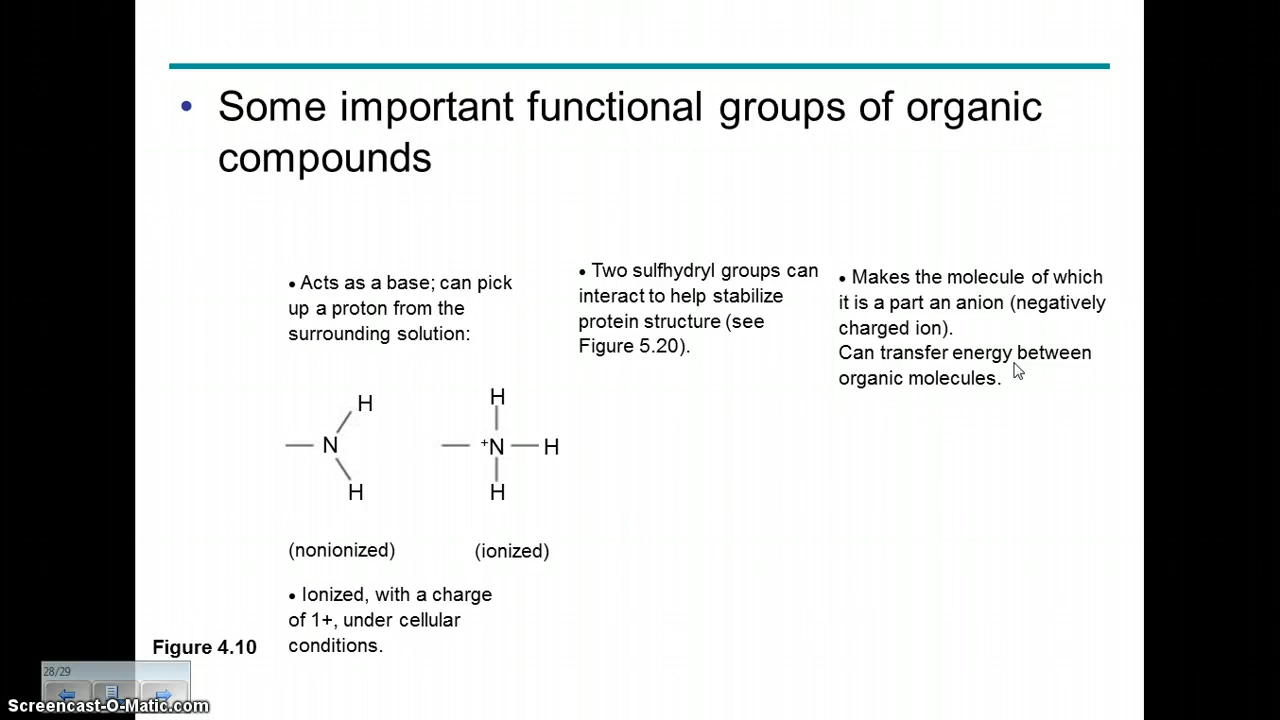 • Some important functional groups of organic
compounds
• Acts as a base; can pick
up a proton from the
surrounding solution:
H
N
H
(nonionized)
H
+N H
H
(ionized)
• Ionized, with a charge
of 1+, under cellular
conditions.
• Two sulfhydryl groups can
interact to help stabilize
protein structure (see
Figure 5.20).
• Makes the molecule of which
it is a part an anion (negatively
charged ion).
Can transfer energy between
organic molecules.
Figure 4.10
28/29
Screencast-O-Matic.com